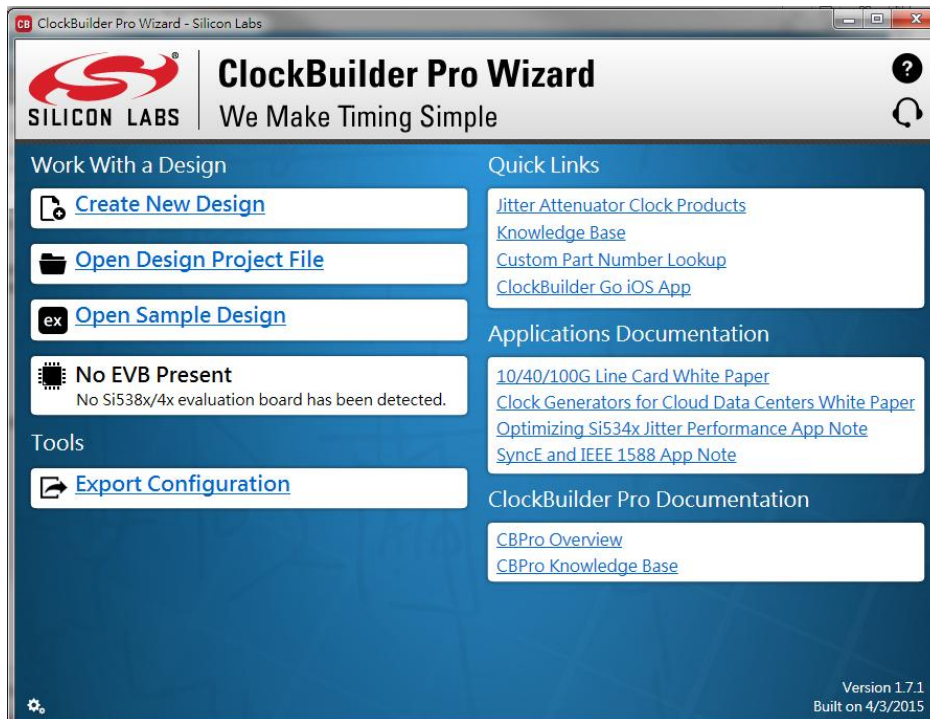 CB ClockBuilder Pro Wizard - Silicon Labs
SILICON LABS
ClockBuilder Pro Wizard
We Make Timing Simple
?
Work With a Design
Create New Design
Open Design Project File
ex Open Sample Design
No EVB Present
No Si538x/4x evaluation board has been detected.
Tools
Export Configuration
Quick Links
Jitter Attenuator Clock Products
Knowledge Base
Custom Part Number Lookup
ClockBuilder Go iOS App
Applications Documentation
10/40/100G Line Card White Paper
Clock Generators for Cloud Data Centers White Paper
Optimizing Si534x Jitter Performance App Note
SyncE and IEEE 1588 App Note
ClockBuilder Pro Documentation
CBPro Overview
CBPro Knowledge Base
Version 1.7.1
Built on 4/3/2015